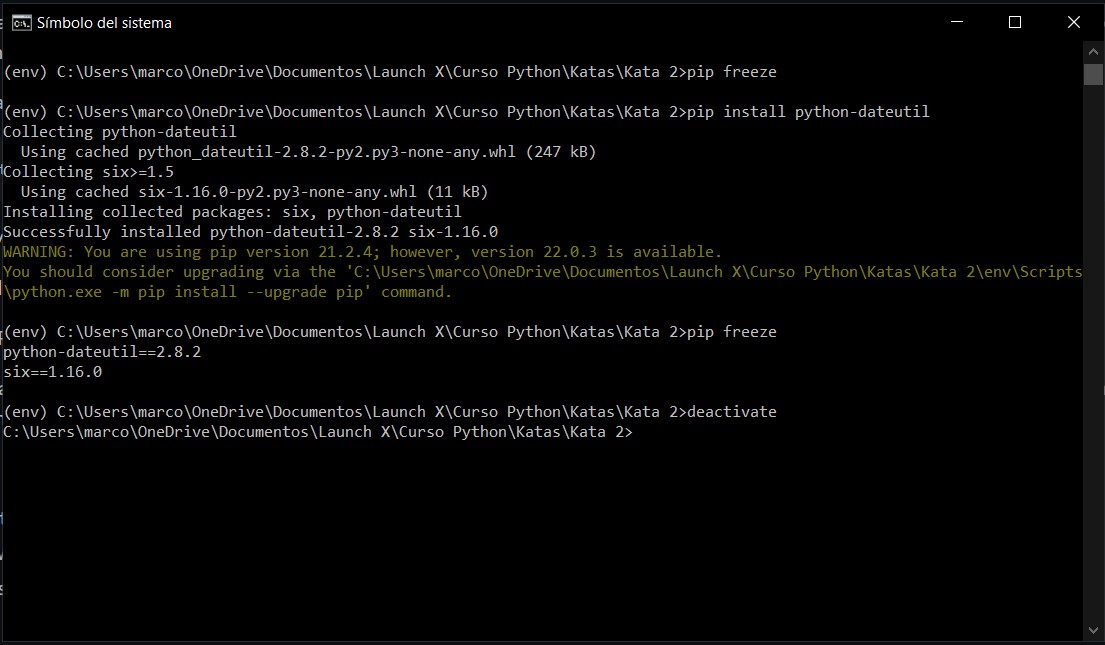 Símbolo del sistema
(env) C:\Users\marco\OneDrive\Documentos\Launch X\Curso Python\Katas\Kata 2>pip freeze
(env) C:\Users\marco\OneDrive\Documentos\Launch X\Curso Python\Katas\Kata 2>pip install python-dateutil
Collecting python-dateutil
  Using cached python_dateutil-2.8.2-py2.py3-none-any.whl (247 kB)
Collecting six>=1.5
  Using cached six-1.16.0-py2.py3-none-any.whl (11 kB)
Installing collected packages: six, python-dateutil
Successfully installed python-dateutil-2.8.2 six-1.16.0
WARNING: You are using pip version 21.2.4; however, version 22.0.3 is available.
You should consider upgrading via the 'C:\Users\marco\OneDrive\Documentos\Launch X\Curso Python\Katas\Kata 2\env\Scripts
\python.exe -m pip install --upgrade pip' command.
(env) C:\Users\marco\OneDrive\Documentos\Launch X\Curso Python\Katas\Kata 2>pip freeze
python-dateutil==2.8.2
six==1.16.0
(env) C:\Users\marco\OneDrive\Documentos\Launch X\Curso Python\Katas\Kata 2>deactivate
C:\Users\marco\OneDrive\Documentos\Launch X\Curso Python\Katas\Kata 2>